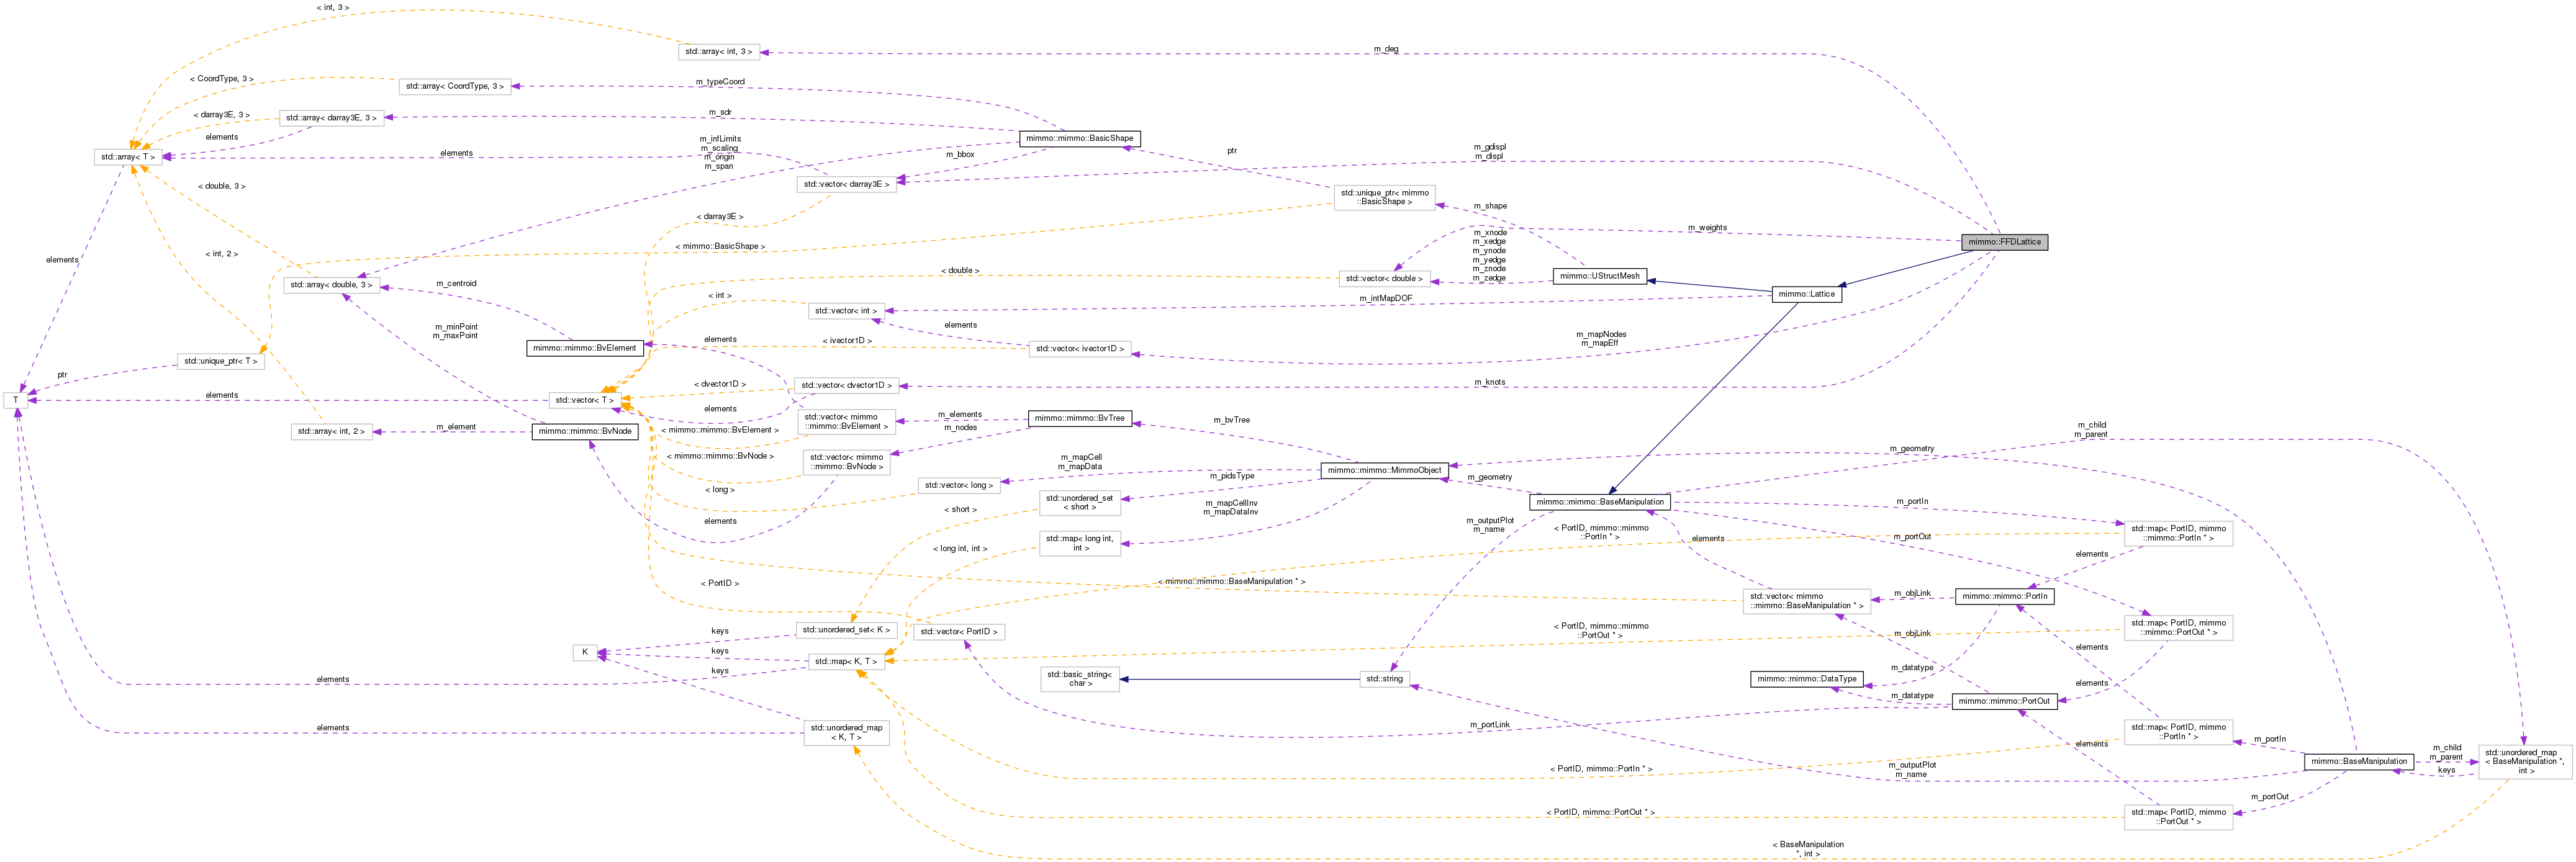 < int, 3 >
std::array< int, 3 >
m_deg
< CoordType, 3 >
std::array< CoordType, 3 >
m_typeCoord
< darray3E, 3 >
std::array< darray3E, 3 >
m_sdr
elements
std::array< T >
elements
m_infLimits
m_scaling
m_origin
m_span
mimmo::mimmo::BasicShape
m_bbox
ptr
m_gdispl
m_displ
< double, 3 >
std::vector< darray3E >
std::unique_ptr< mimmo
::BasicShape >
m_shape
< darray3E >
m_weights
mimmo::FFDLattice
elements
< int, 2 >
< mimmo::BasicShape >
m_xnode
m_xedge
m_ynode
m_yedge
m_znode
m_zedge
std::array< double, 3 >
m_centroid
< double >
std::vector< double >
mimmo::UStructMesh
mimmo::Lattice
< int >
std::vector< int >
m_intMapDOF
m_minPoint
m_maxPoint
elements
m_mapNodes
m_mapEff
mimmo::mimmo::BvElement
elements
< ivector1D >
std::vector< ivector1D >
std::unique_ptr< T >
ptr
T
elements
std::vector< T >
< dvector1D >
std::vector< dvector1D >
m_knots
elements
std::array< int, 2 >
m_element
mimmo::mimmo::BvNode
< mimmo::mimmo::BvElement >
std::vector< mimmo
::mimmo::BvElement >
m_elements
m_nodes
mimmo::mimmo::BvTree
m_bvTree
m_child
m_parent
< mimmo::mimmo::BvNode >
std::vector< mimmo
::mimmo::BvNode >
m_mapCell
m_mapData
mimmo::mimmo::MimmoObject
m_geometry
m_geometry
< long >
std::vector< long >
m_pidsType
std::unordered_set
< short >
mimmo::mimmo::BaseManipulation
m_portIn
elements
< short >
m_mapCellInv
m_mapDataInv
m_outputPlot
m_name
< PortID, mimmo::mimmo
::PortIn * >
std::map< PortID, mimmo
::mimmo::PortIn * >
< long int, int >
std::map< long int,
int >
elements
m_portOut
elements
< PortID >
< mimmo::mimmo::BaseManipulation * >
std::vector< mimmo
::mimmo::BaseManipulation * >
m_objLink
mimmo::mimmo::PortIn
std::unordered_set< K >
std::vector< PortID >
< PortID, mimmo::mimmo
::PortOut * >
m_objLink
std::map< PortID, mimmo
::mimmo::PortOut * >
keys
K
keys
std::map< K, T >
elements
keys
elements
std::basic_string<
char >
std::string
m_datatype
mimmo::mimmo::DataType
m_datatype
elements
mimmo::mimmo::PortOut
elements
std::unordered_map
< K, T >
m_portLink
std::map< PortID, mimmo
::PortIn * >
m_portIn
elements
mimmo::BaseManipulation
m_child
m_parent
keys
std::unordered_map
< BaseManipulation *,
int >
< PortID, mimmo::PortIn * >
m_outputPlot
m_name
m_portOut
< PortID, mimmo::PortOut * >
std::map< PortID, mimmo
::PortOut * >
< BaseManipulation
*, int >